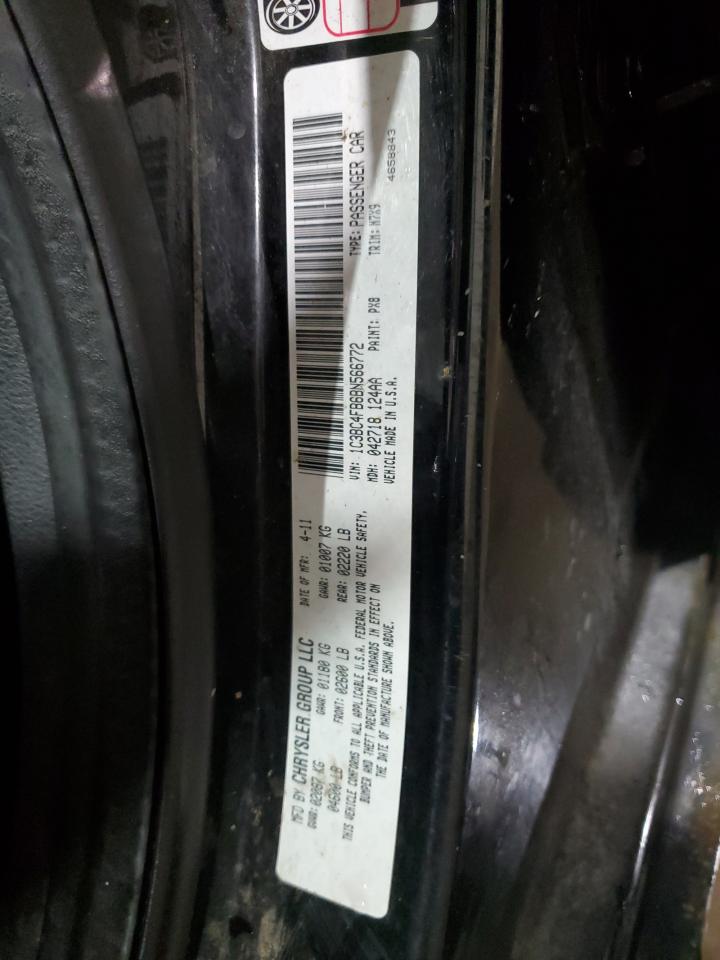 MFD BY CHRYSLER GROUP LLC DATE OF MFR: 4-11
GVWR: 02087 KG GAWR: 01180 KG GAWR: 01007 KG
04600 LB FRONT: 02600 LB REAR: 02220 LB
THIS VEHICLE CONFORMS TO ALL APPLICABLE U.S.A. FEDERAL MOTOR VEHICLE SAFETY,
BUMPER AND THEFT PREVENTION STANDARDS IN EFFECT ON
THE DATE OF MANUFACTURE SHOWN ABOVE.
VIN: 1C3BC4FB6BN566772 TYPE: PASSENGER CAR
MDH: 042718 124AA PAINT: PX8 TRIM: M7X9
VEHICLE MADE IN U.S.A. 4658843